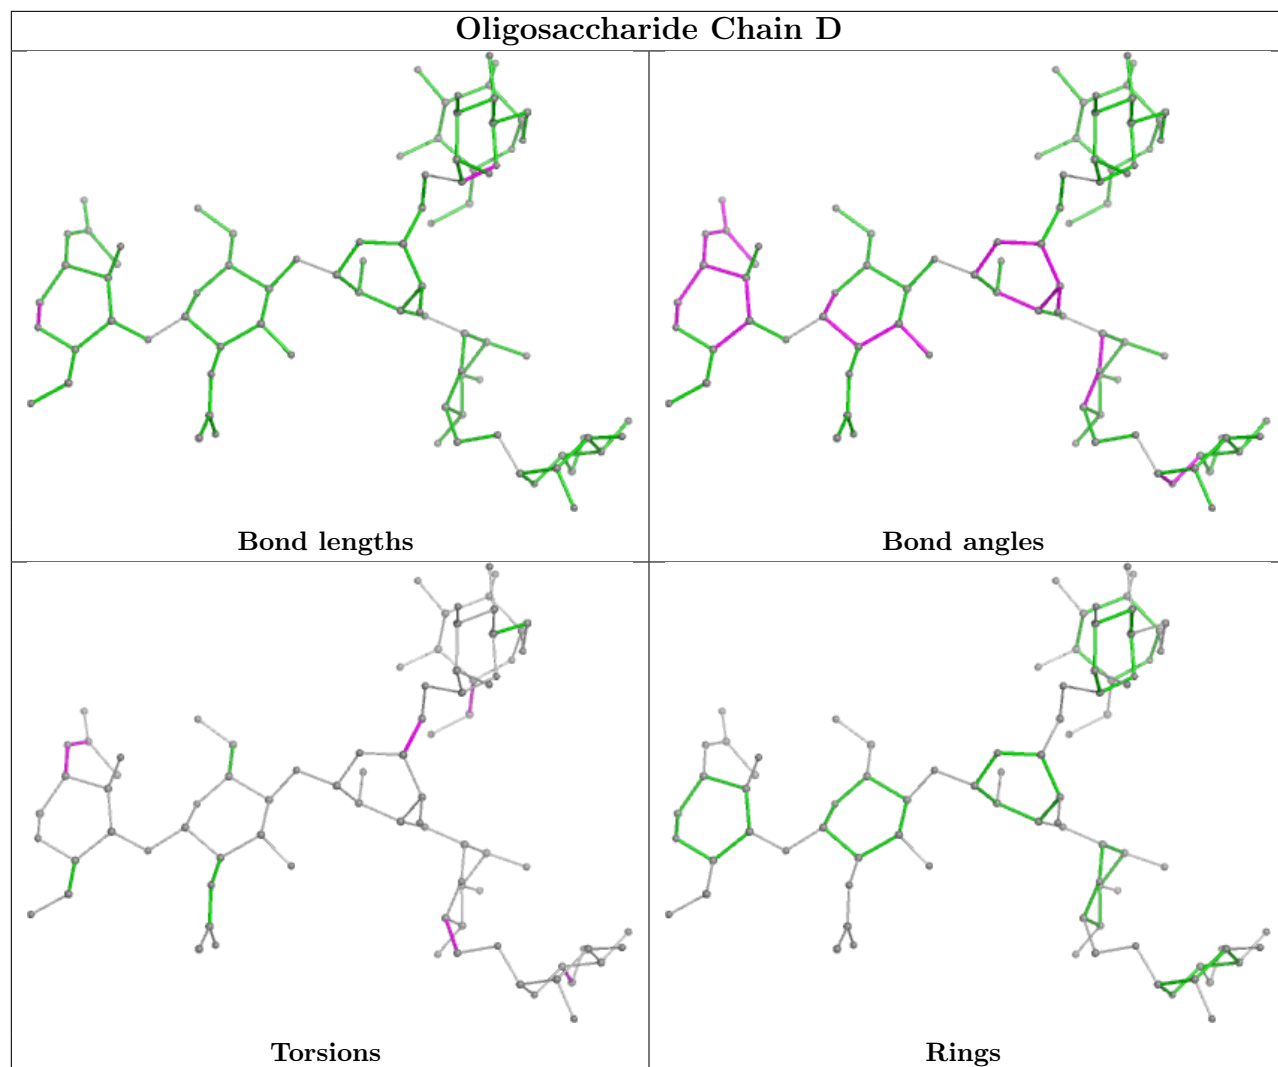 Oligosaccharide Chain D
Bond lengths
Bond angles
Torsions
Rings